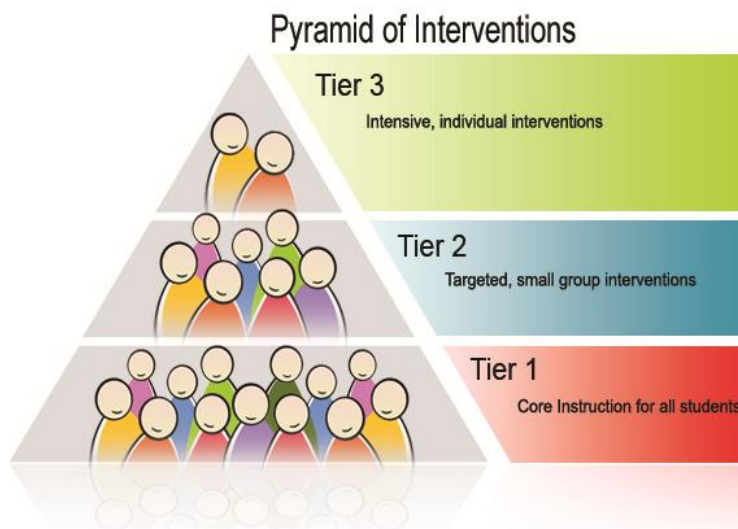 Pyramid of Interventions
Tier 3
Intensive, individual interventions
Tier 2
Targeted, small group interventions
Tier 1
Core Instruction for all students